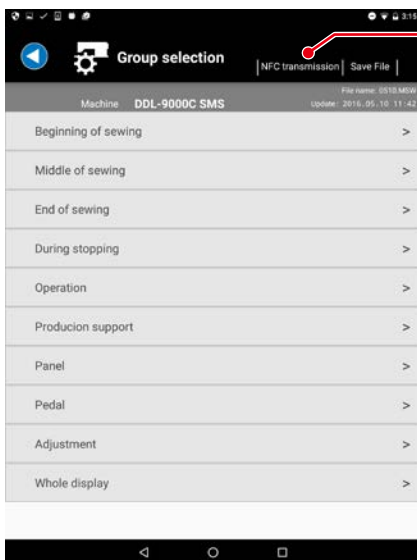 3:15
Group selection
NFC transmission Save File
File name: 0510.MSW
Machine DDL-9000C SMS
Update: 2016.05.10 11:42
Beginning of sewing >
Middle of sewing >
End of sewing >
During stopping >
Operation >
Producion support >
Panel >
Pedal >
Adjustment >
Whole display >